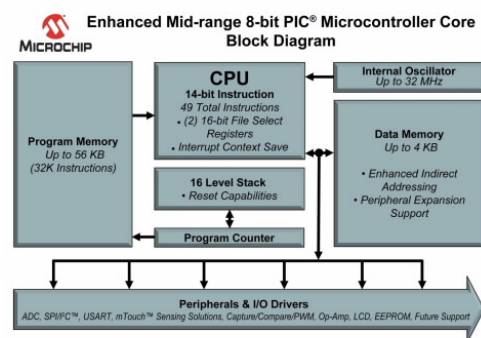 MICROCHIP
Enhanced Mid-range 8-bit PIC® Microcontroller Core
Block Diagram
CPU
14-bit Instruction
49 Total Instructions
• (2) 16-bit File Select
Registers
• Interrupt Context Save
Internal Oscillator
Up to 32 MHz
Program Memory
Up to 56 KB
(32K Instructions)
Data Memory
Up to 4 KB
• Enhanced Indirect
Addressing
• Peripheral Expansion
Support
16 Level Stack
• Reset Capabilities
Program Counter
Peripherals & I/O Drivers
ADC, SPI/I²C™, USART, mTouch™ Sensing Solutions, Capture/Compare/PWM, Op-Amp, LCD, EEPROM, Future Support